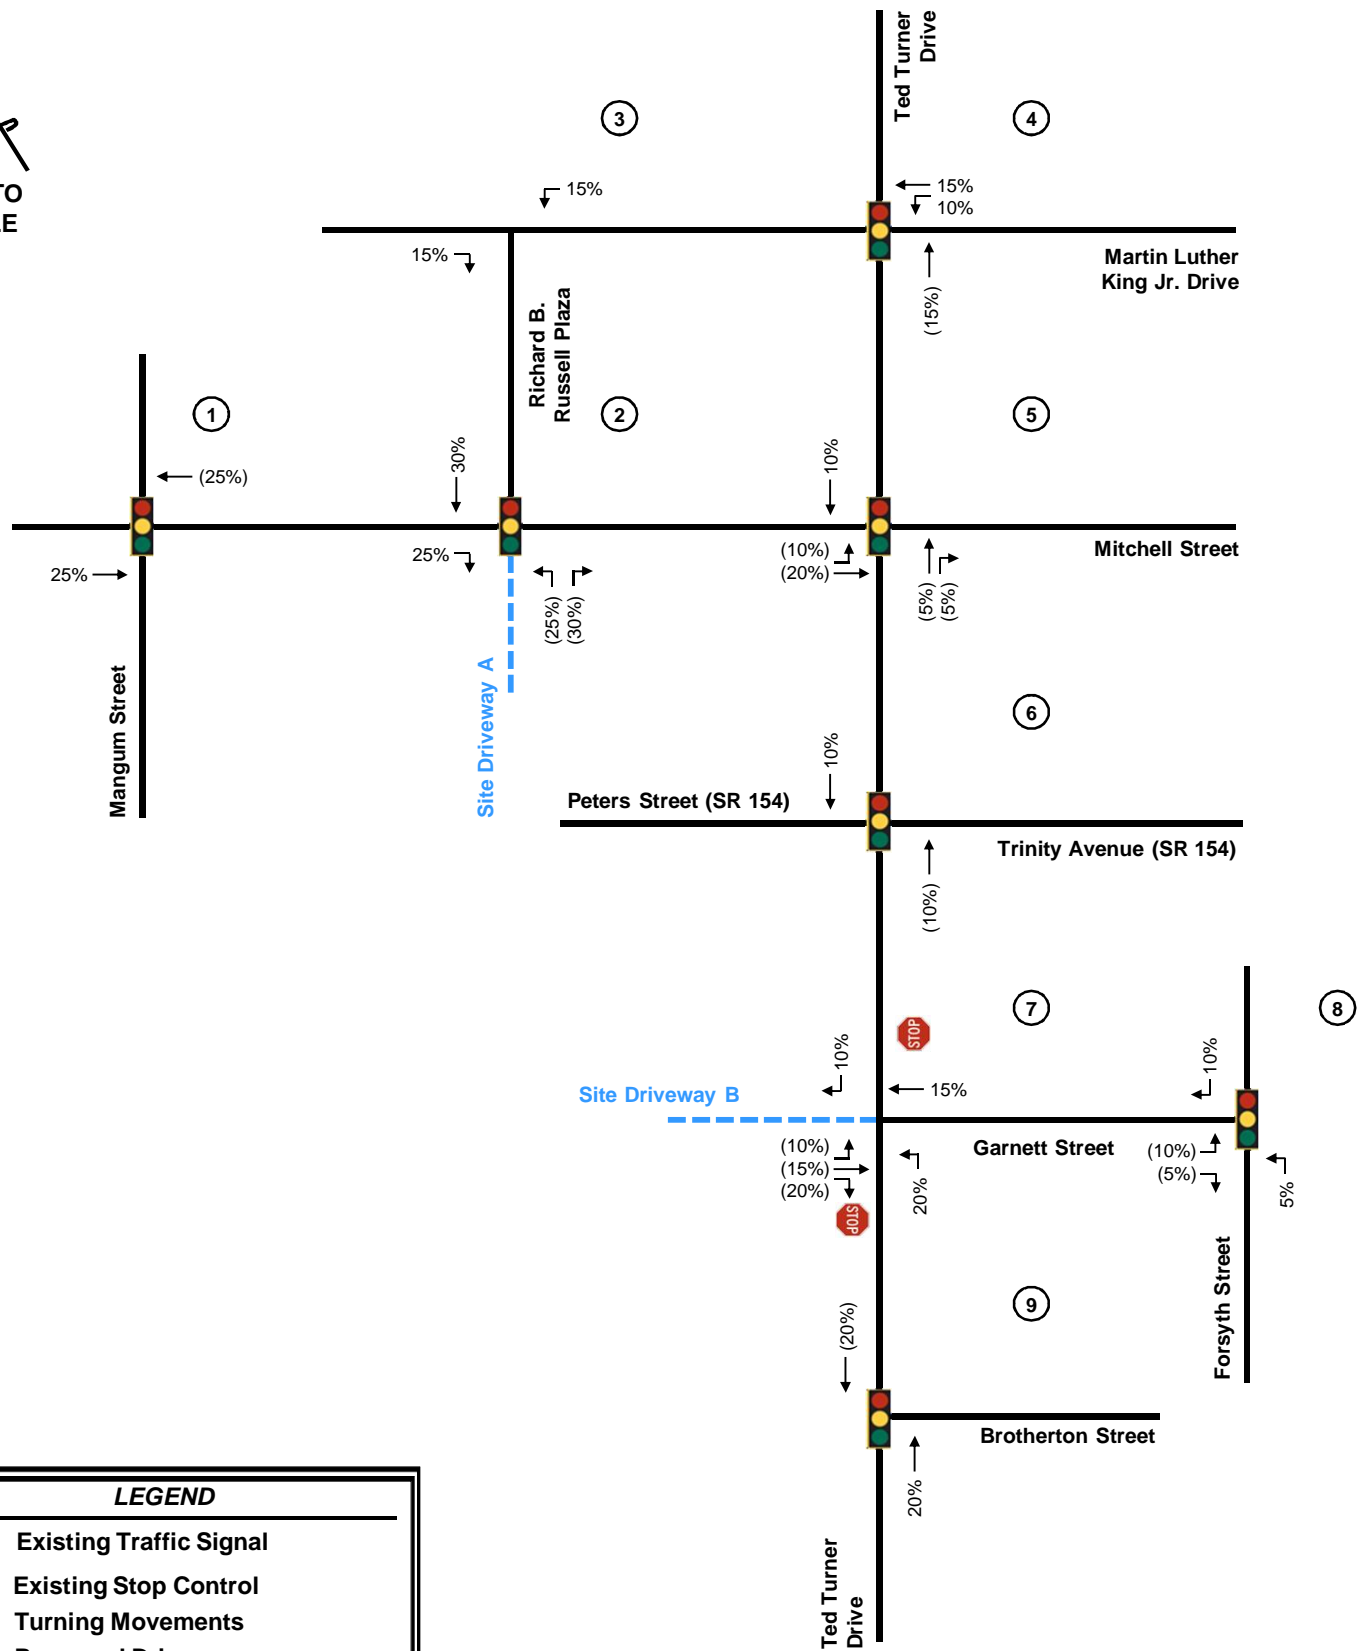 Ted Turner
Drive
3
4
TO
15%
15%
10%
15%
Martin Luther
King Jr. Drive
(15%)
Richard B.
Russell Plaza
1
2
5
(25%)
30%
10%
25%
25%
(10%)
(20%)
Mitchell Street
(5%)
(5%)
(25%)
(30%)
Mangum Street
Site Driveway A
6
10%
Peters Street (SR 154)
Trinity Avenue (SR 154)
(10%)
7
8
STOP
10%
10%
Site Driveway B
15%
(10%)
(15%)
(20%)
Garnett Street
(10%)
(5%)
20%
5%
STOP
Forsyth Street
9
(20%)
Brotherton Street
20%
Ted Turner
Drive
LEGEND
Existing Traffic Signal
Existing Stop Control
Turning Movements